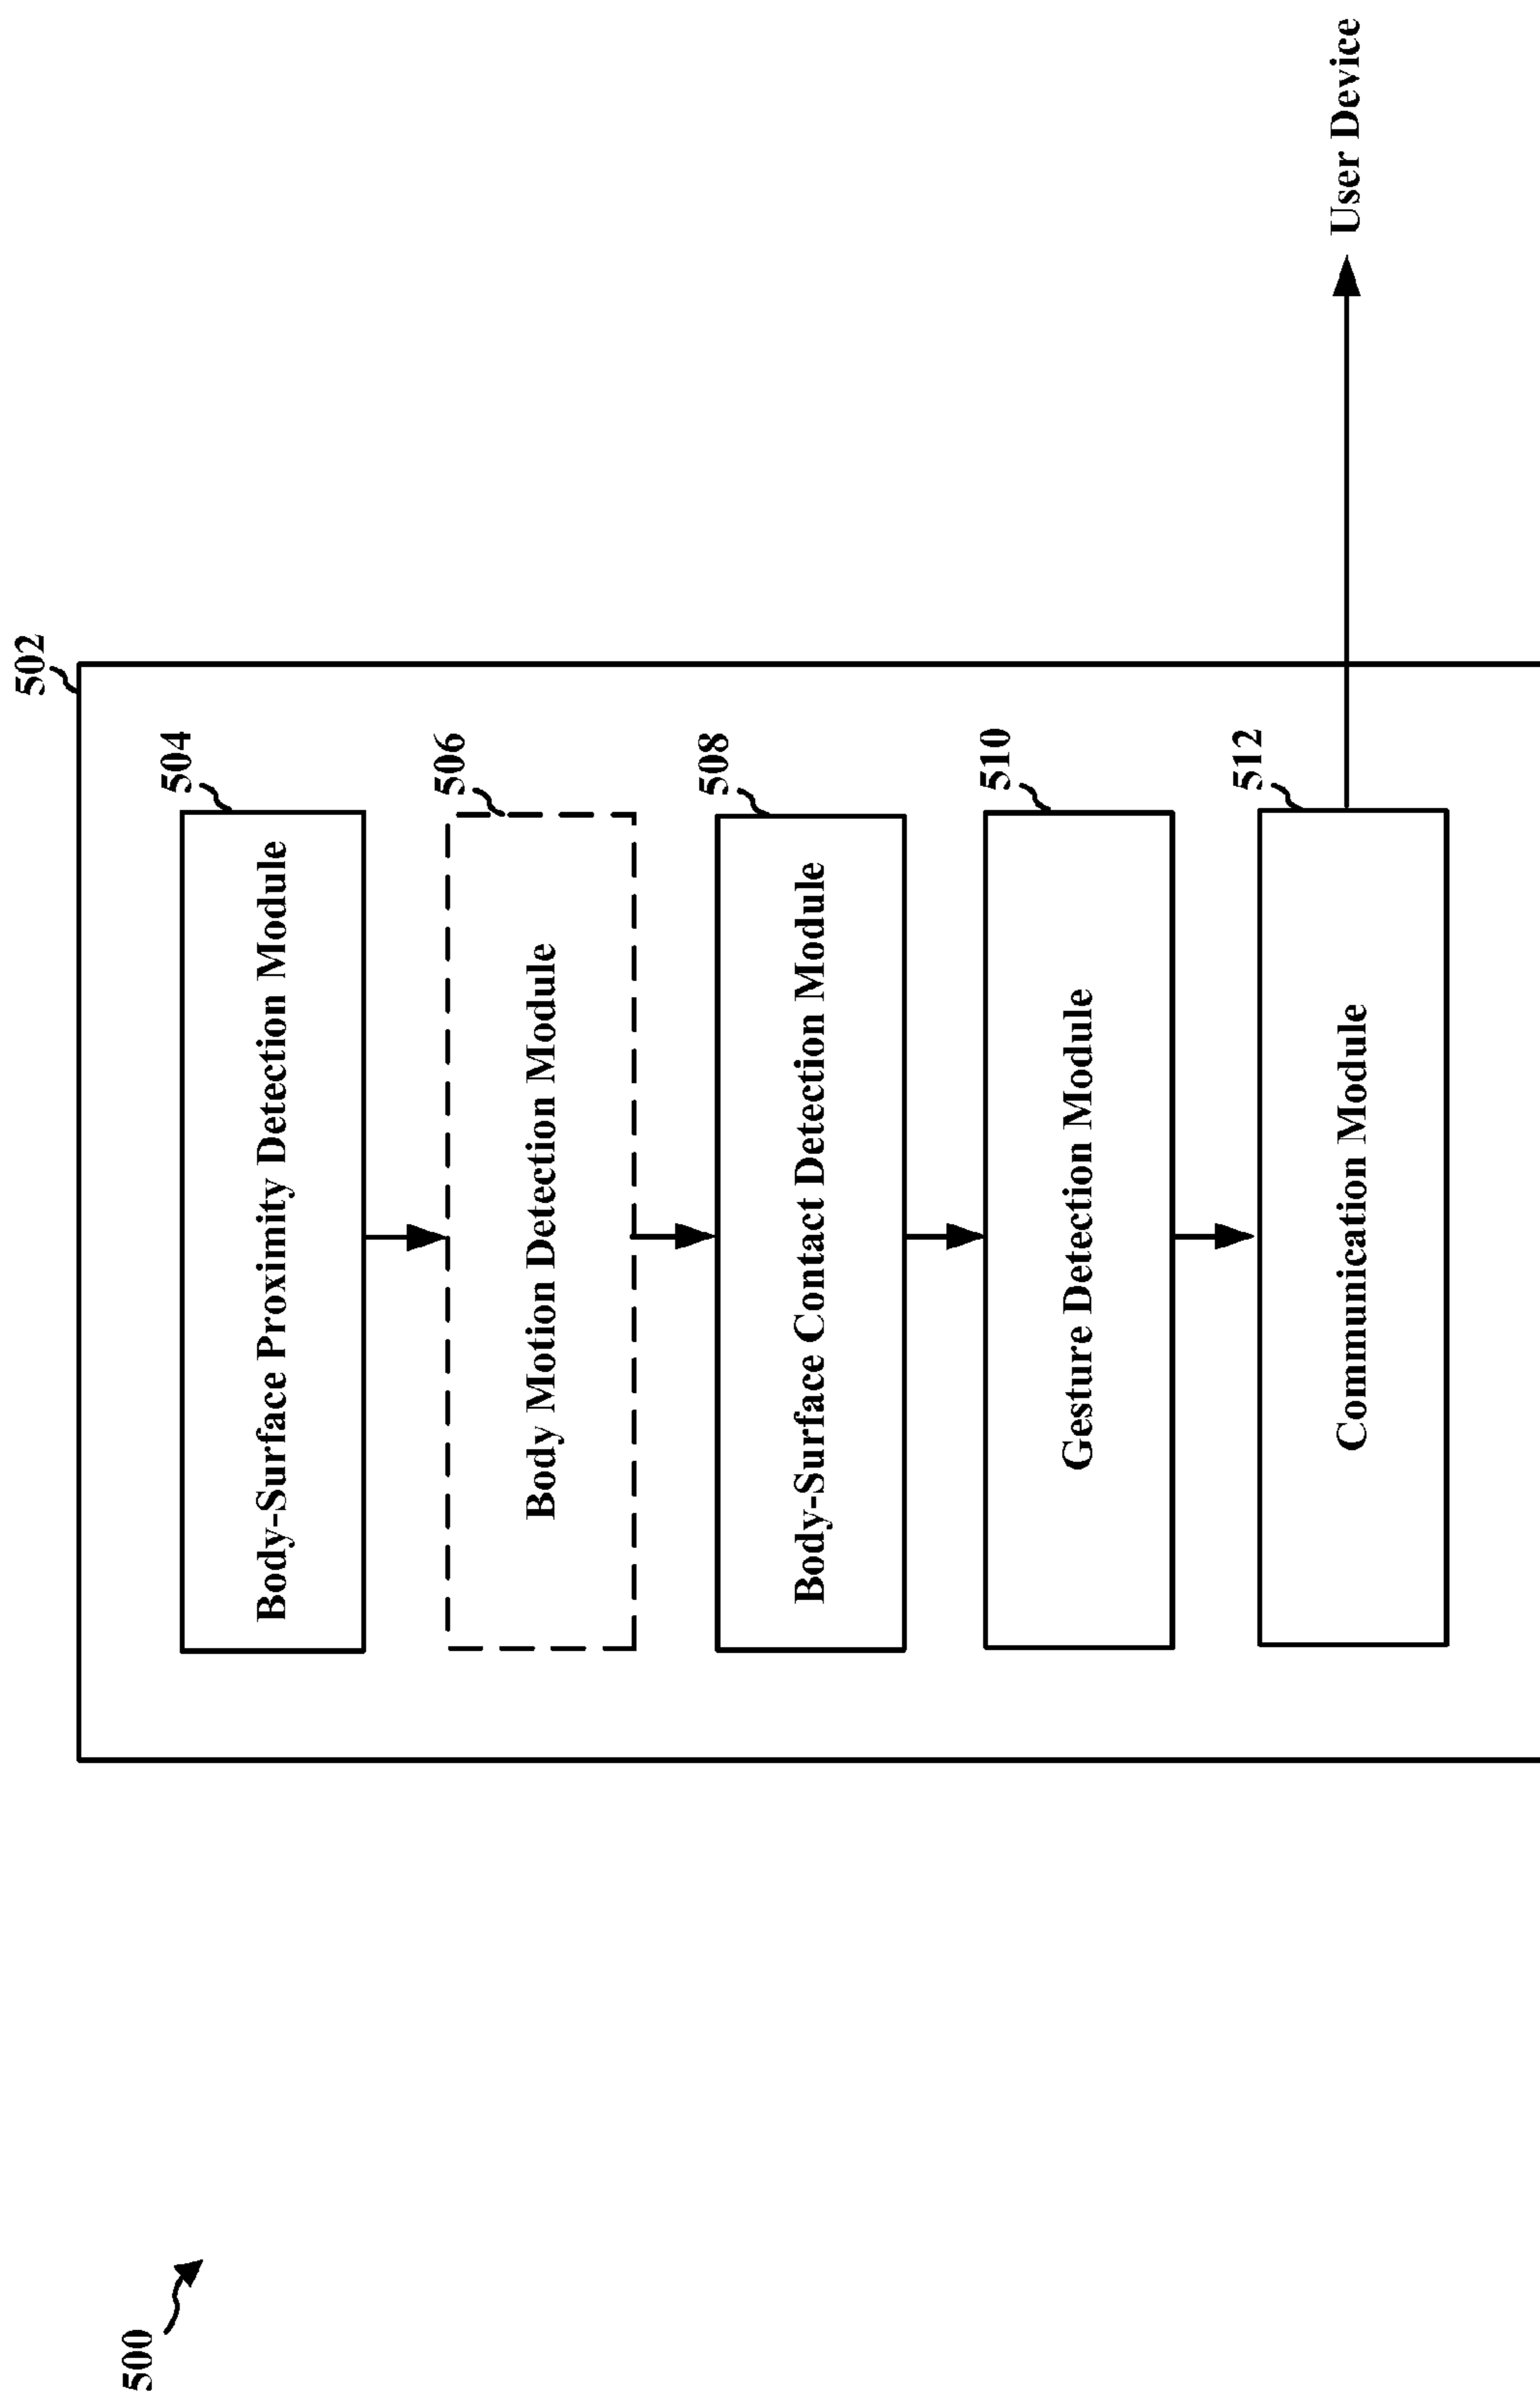 500
502
504
Body-Surface Proximity Detection Module
506
Body Motion Detection Module
508
Body-Surface Contact Detection Module
510
Gesture Detection Module
512
Communication Module
User Device